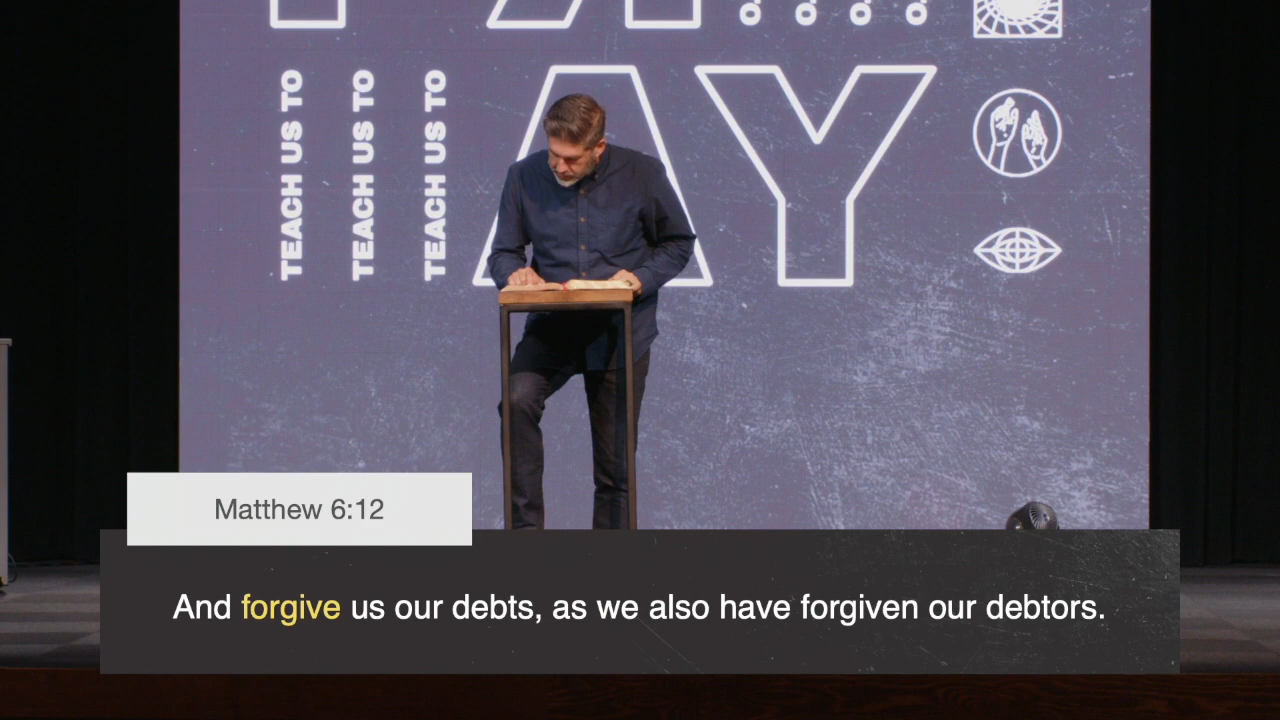 TEACH US TO
TEACH US TO
TEACH US TO
AY
Matthew 6:12
And forgive us our debts, as we also have forgiven our debtors.